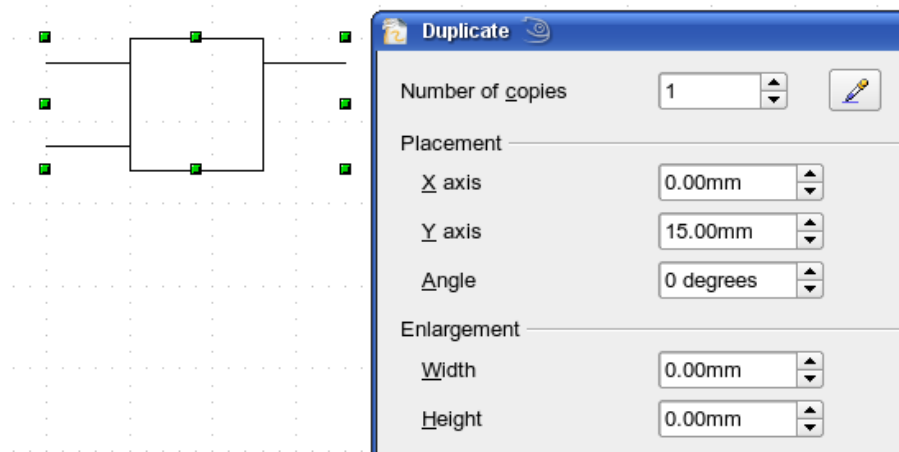 Duplicate
Number of copies 1
Placement
X axis 0.00mm
Y axis 15.00mm
Angle 0 degrees
Enlargement
Width 0.00mm
Height 0.00mm